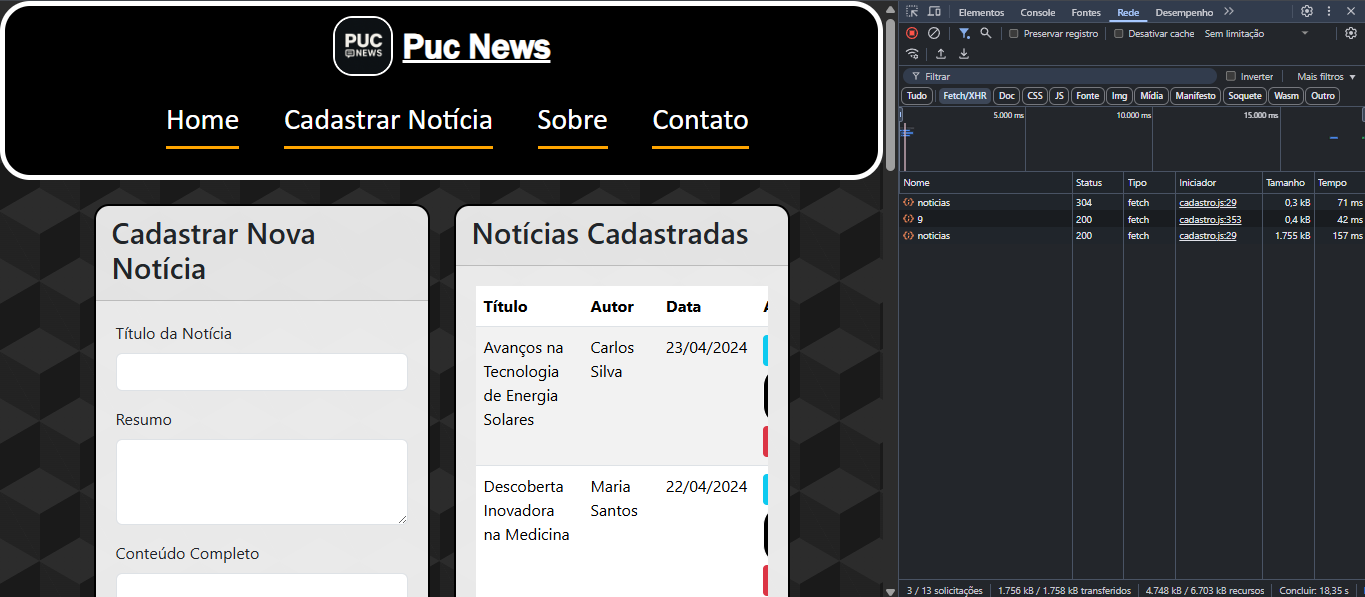 PUC
NEWS
Puc News
Home
Cadastrar Notícia
Sobre
Contato
Cadastrar Nova
Notícia
Título da Notícia
Resumo
Conteúdo Completo
Notícias Cadastradas
Título Autor Data
Avanços na Carlos 23/04/2024
Tecnologia Silva
de Energia
Solares
Descoberta Maria 22/04/2024
Inovadora Santos
na Medicina
Elementos Console Fontes Rede Desempenho
Preservar registro Desativar cache Sem limitação
Filtrar Inverter Mais filtros
Tudo Fetch/XHR Doc CSS JS Fonte Img Mídia Manifesto Soquete Wasm Outro
5.000 ms 10.000 ms 15.000 ms
Nome Status Tipo Iniciador Tamanho Tempo
noticias 304 fetch cadastro.js:29 0,3 kB 71 ms
9 200 fetch cadastro.js:353 0,4 kB 42 ms
noticias 200 fetch cadastro.js:29 1.755 kB 157 ms
3 / 13 solicitações 1.756 kB / 1.758 kB transferidos 4.748 kB / 6.703 kB recursos Concluir: 18,35 s